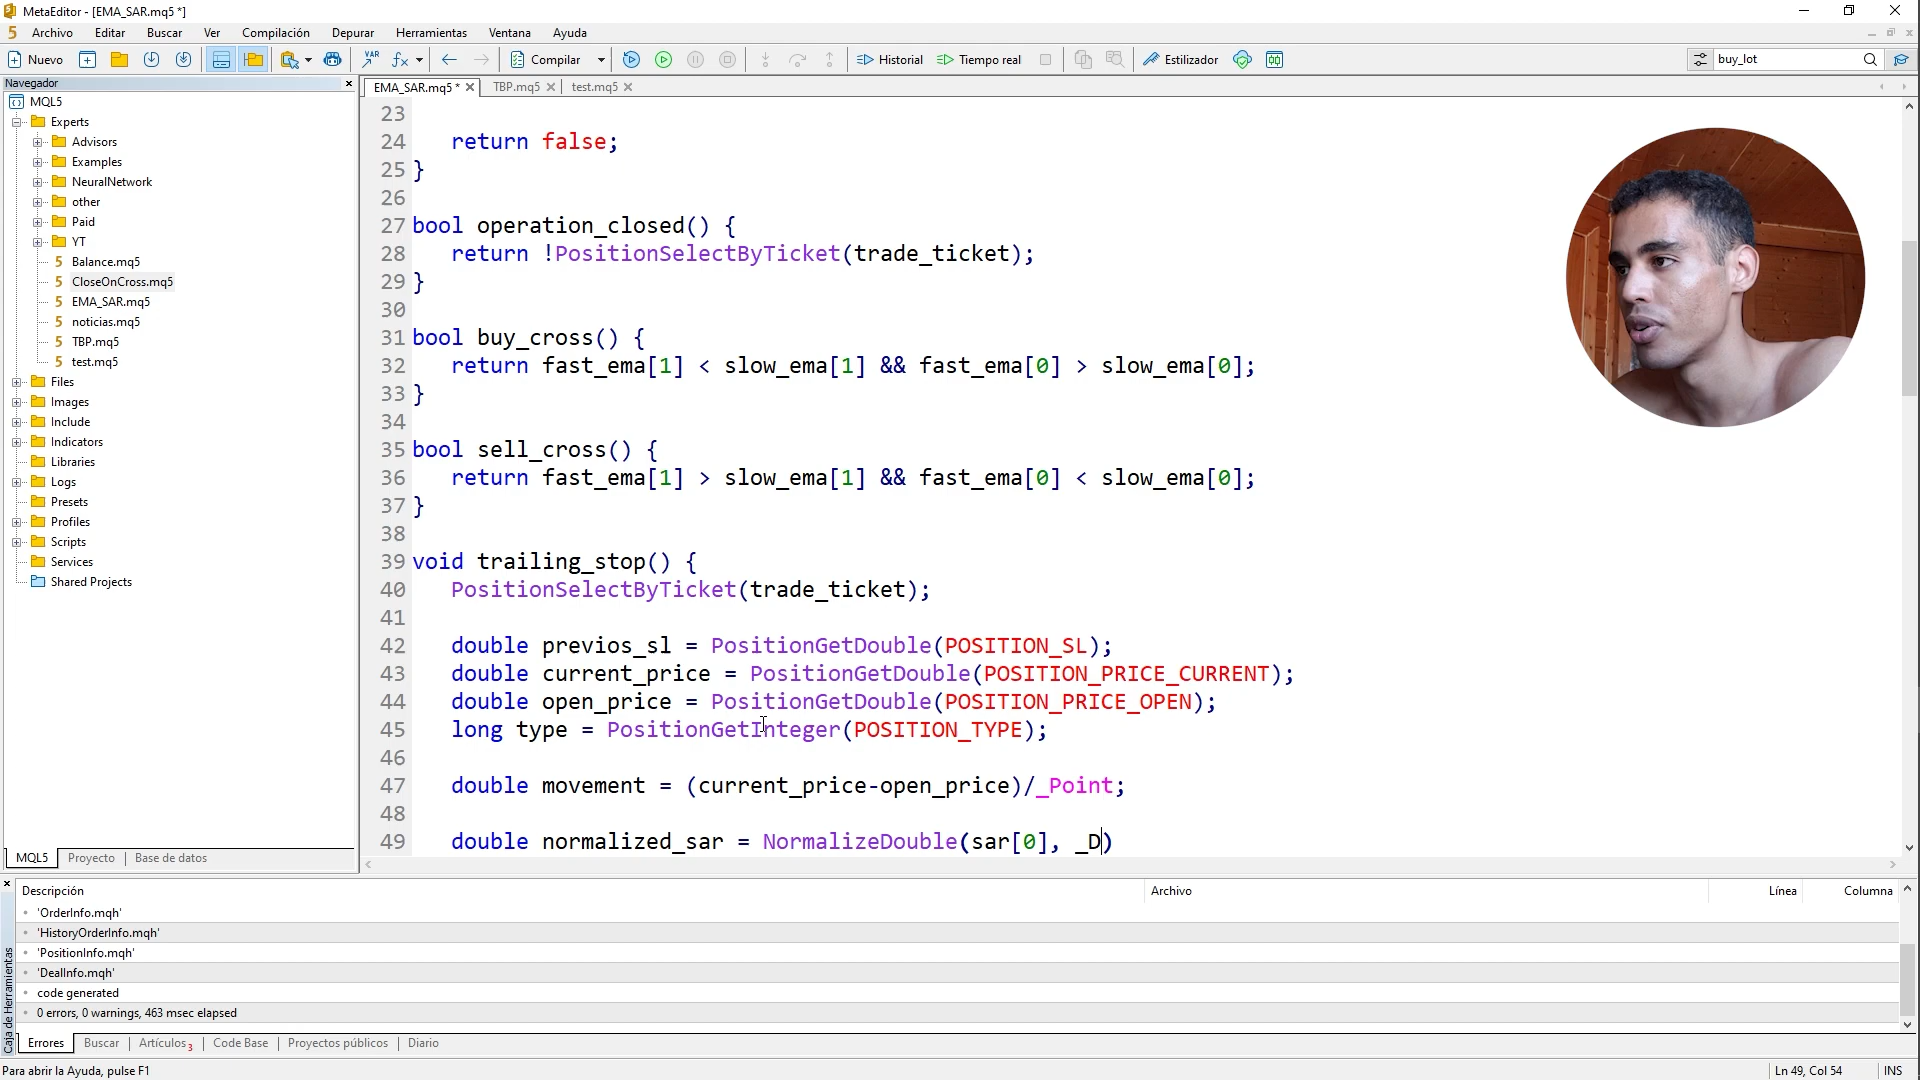 MetaEditor - [EMA_SAR.mq5 *]
5 Archivo Editar Buscar Ver Compilación Depurar Herramientas Ventana Ayuda
Nuevo VAR Compilar Historial Tiempo real Estilizador buy_lot
Navegador
EMA_SAR.mq5 * TBP.mq5 test.mq5
MQL5
Experts
Advisors
Examples
NeuralNetwork
other
Paid
YT
5 Balance.mq5
5 CloseOnCross.mq5
5 EMA_SAR.mq5
5 noticias.mq5
5 TBP.mq5
5 test.mq5
Files
Images
Include
Indicators
Libraries
Logs
Presets
Profiles
Scripts
Services
Shared Projects
MQL5 Proyecto Base de datos
23
24 return false;
25 }
26
27 bool operation_closed() {
28 return !PositionSelectByTicket(trade_ticket);
29 }
30
31 bool buy_cross() {
32 return fast_ema[1] < slow_ema[1] && fast_ema[0] > slow_ema[0];
33 }
34
35 bool sell_cross() {
36 return fast_ema[1] > slow_ema[1] && fast_ema[0] < slow_ema[0];
37 }
38
39 void trailing_stop() {
40 PositionSelectByTicket(trade_ticket);
41
42 double previos_sl = PositionGetDouble(POSITION_SL);
43 double current_price = PositionGetDouble(POSITION_PRICE_CURRENT);
44 double open_price = PositionGetDouble(POSITION_PRICE_OPEN);
45 long type = PositionGetInteger(POSITION_TYPE);
46
47 double movement = (current_price-open_price)/_Point;
48
49 double normalized_sar = NormalizeDouble(sar[0], _D)
Caja de Herramientas
Descripción Archivo Línea Columna
'OrderInfo.mqh'
'HistoryOrderInfo.mqh'
'PositionInfo.mqh'
'DealInfo.mqh'
code generated
0 errors, 0 warnings, 463 msec elapsed
Errores Buscar Artículos 3 Code Base Proyectos públicos Diario
Para abrir la Ayuda, pulse F1 Ln 49, Col 54 INS